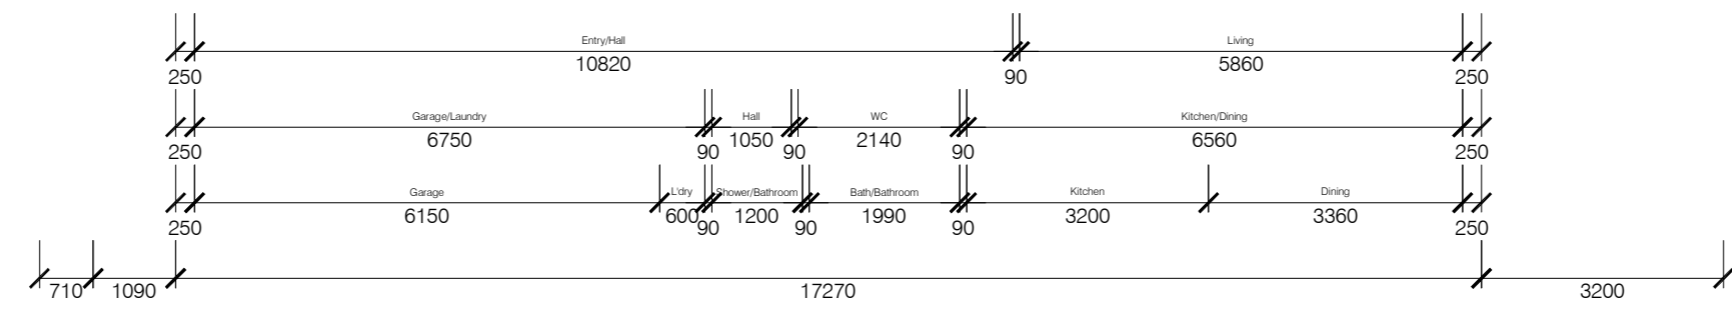 Entry/Hall Living
10820 5860
250 90 250
Garage/Laundry Hall WC Kitchen/Dining
6750 1050 2140 6560
250 90 90 90 250
Garage L'dry Shower/Bathroom Bath/Bathroom Kitchen Dining
6150 600 1200 1990 3200 3360
250 90 90 90 250
710 1090 17270 3200